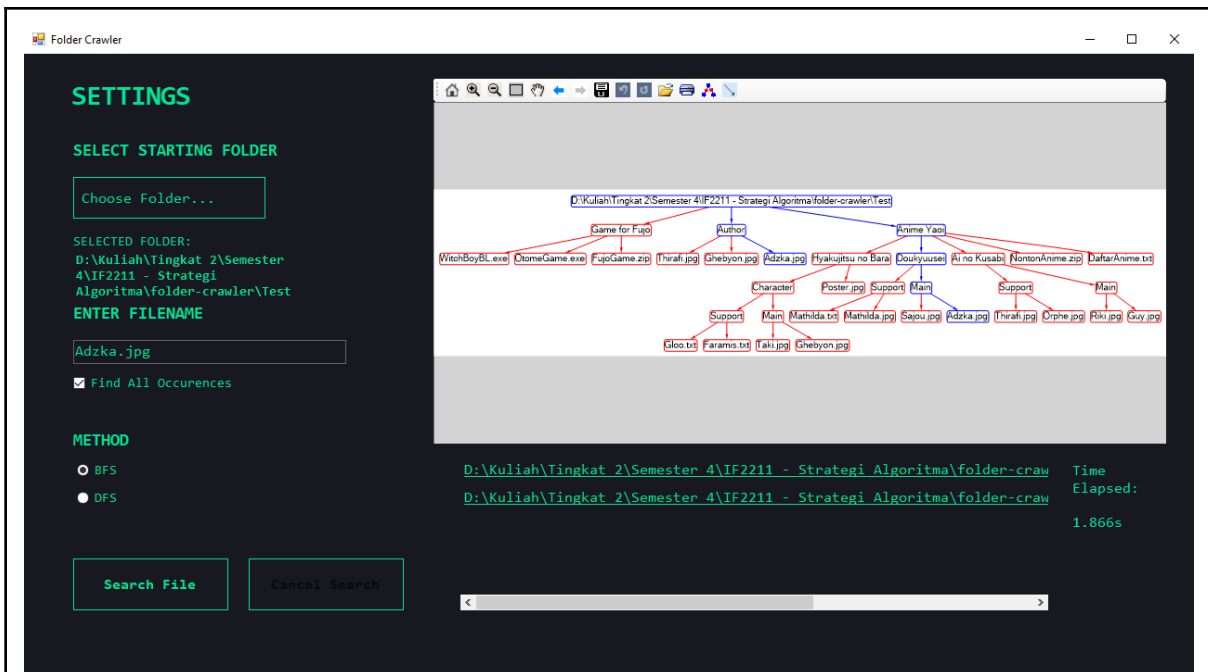 Folder Crawler
SETTINGS
SELECT STARTING FOLDER
Choose Folder...
SELECTED FOLDER:
D:\Kuliah\Tingkat 2\Semester
4\IF2211 - Strategi
Algoritma\folder-crawler\Test
ENTER FILENAME
Adzka.jpg
Find All Occurences
METHOD
BFS
DFS
Search File
Cancel Search
D:\Kuliah\Tingkat 2\Semester 4\IF2211 - Strategi Algoritma\folder-crawler\Test
Game for Fujo Author Anime Yaoi
WitchBoyBL.exe OtomeGame.exe FujoGame.zip Thirafi.jpg Ghebyon.jpg Adzka.jpg Hyakujitsu no Bara Doukyuusei Ai no Kusabi NontonAnime.zip DaftarAnime.txt
Character Poster.jpg Support Main Support Main
Support Main Mathilda.txt Mathilda.jpg Sajou.jpg Adzka.jpg Thirafi.jpg Orphe.jpg Riki.jpg Guy.jpg
Gloo.txt Faramis.txt Taki.jpg Ghebyon.jpg
D:\Kuliah\Tingkat 2\Semester 4\IF2211 - Strategi Algoritma\folder-craw
D:\Kuliah\Tingkat 2\Semester 4\IF2211 - Strategi Algoritma\folder-craw
Time
Elapsed:
1.866s